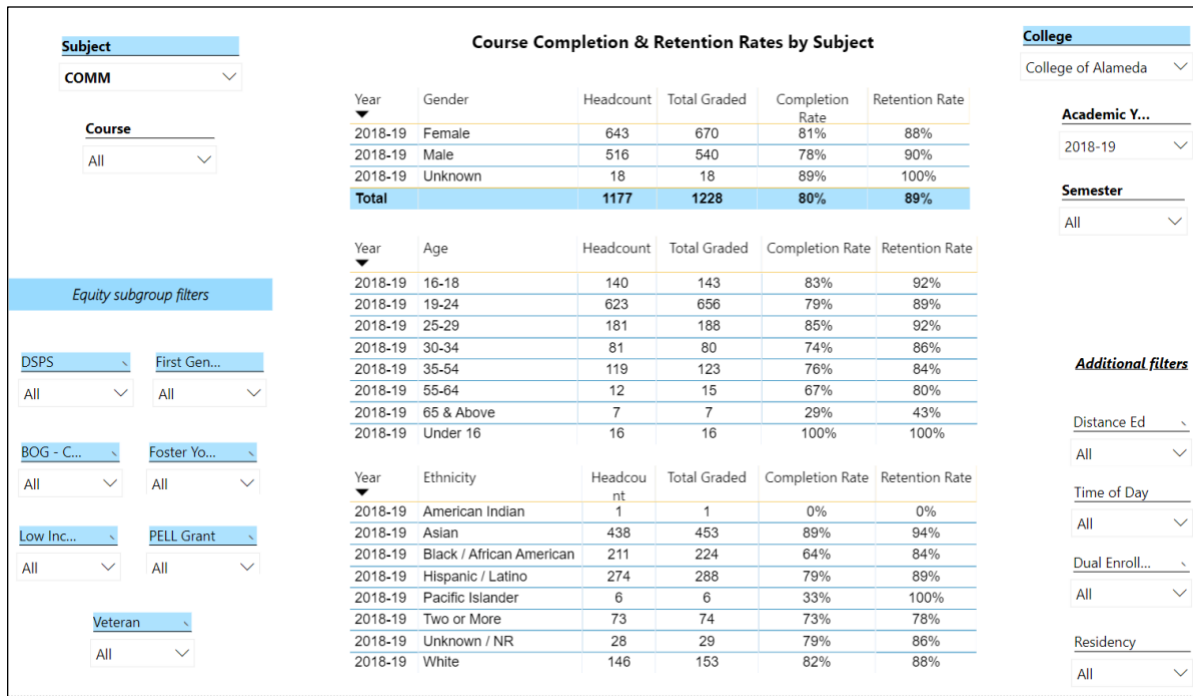 Subject
COMM
Course
All
Equity subgroup filters
DSPS First Gen...
All All
BOG - C... Foster Yo...
All All
Low Inc... PELL Grant
All All
Veteran
All
Course Completion & Retention Rates by Subject
Year Gender Headcount Total Graded Completion Rate Retention Rate
2018-19 Female 643 670 81% 88%
2018-19 Male 516 540 78% 90%
2018-19 Unknown 18 18 89% 100%
Total 1177 1228 80% 89%
Year Age Headcount Total Graded Completion Rate Retention Rate
2018-19 16-18 140 143 83% 92%
2018-19 19-24 623 656 79% 89%
2018-19 25-29 181 188 85% 92%
2018-19 30-34 81 80 74% 86%
2018-19 35-54 119 123 76% 84%
2018-19 55-64 12 15 67% 80%
2018-19 65 & Above 7 7 29% 43%
2018-19 Under 16 16 16 100% 100%
Year Ethnicity Headcou
nt Total Graded Completion Rate Retention Rate
2018-19 American Indian 1 1 0% 0%
2018-19 Asian 438 453 89% 94%
2018-19 Black / African American 211 224 64% 84%
2018-19 Hispanic / Latino 274 288 79% 89%
2018-19 Pacific Islander 6 6 33% 100%
2018-19 Two or More 73 74 73% 78%
2018-19 Unknown / NR 28 29 79% 86%
2018-19 White 146 153 82% 88%
College
College of Alameda
Academic Y...
2018-19
Semester
All
Additional filters
Distance Ed
All
Time of Day
All
Dual Enroll...
All
Residency
All